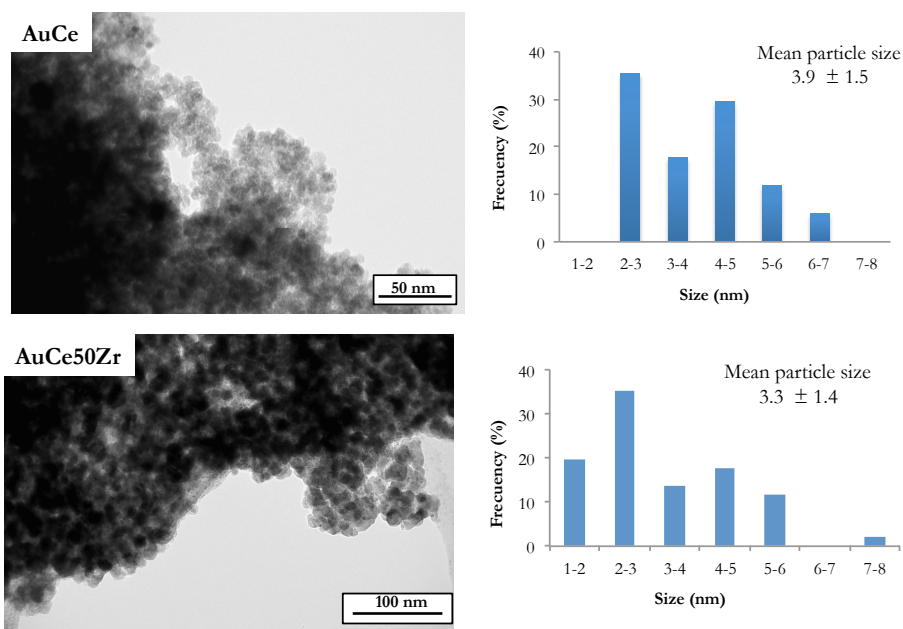 AuCe
50 nm
Mean particle size
3.9 ± 1.5
40
30
20
10
0
Frecuency (%)
1-2 2-3 3-4 4-5 5-6 6-7 7-8
Size (nm)
AuCe50Zr
100 nm
Mean particle size
3.3 ± 1.4
40
30
20
10
0
Frecuency (%)
1-2 2-3 3-4 4-5 5-6 6-7 7-8
Size (nm)